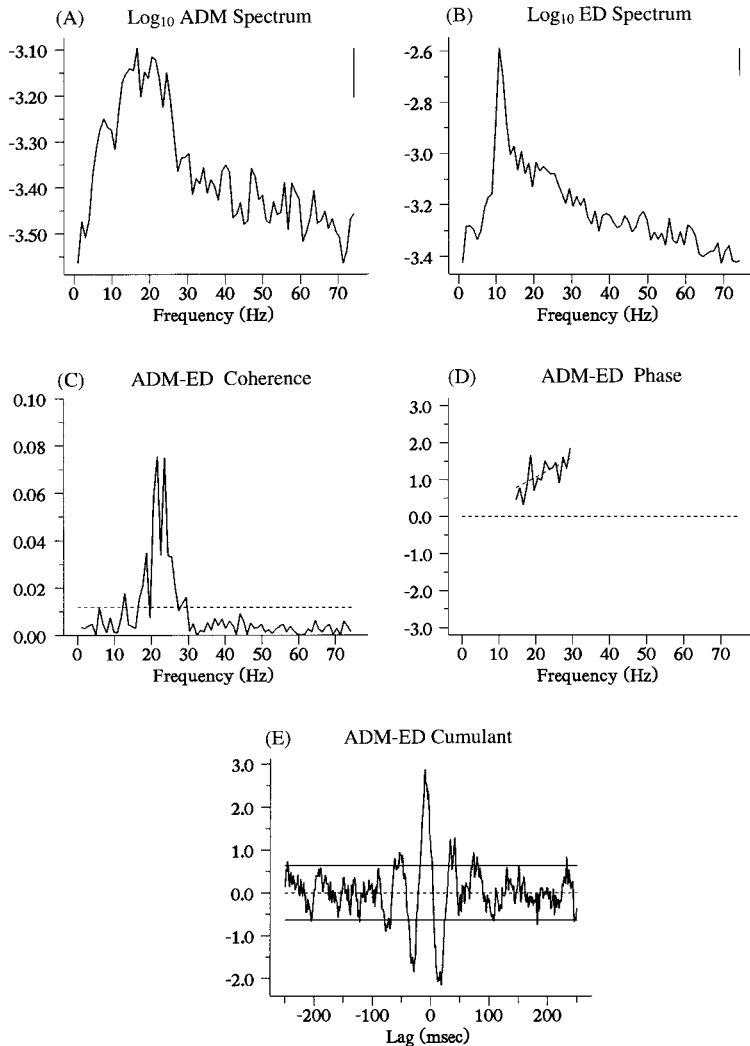 (A) Log₁₀ ADM Spectrum
-3.10
-3.20
-3.30
-3.40
-3.50
0 10 20 30 40 50 60 70
Frequency (Hz)
(B) Log₁₀ ED Spectrum
-2.6
-2.8
-3.0
-3.2
-3.4
0 10 20 30 40 50 60 70
Frequency (Hz)
(C) ADM-ED Coherence
0.10
0.08
0.06
0.04
0.02
0.00
0 10 20 30 40 50 60 70
Frequency (Hz)
(D) ADM-ED Phase
3.0
2.0
1.0
0.0
-1.0
-2.0
-3.0
0 10 20 30 40 50 60 70
Frequency (Hz)
(E) ADM-ED Cumulant
3.0
2.0
1.0
0.0
-1.0
-2.0
-200 -100 0 100 200
Lag (msec)